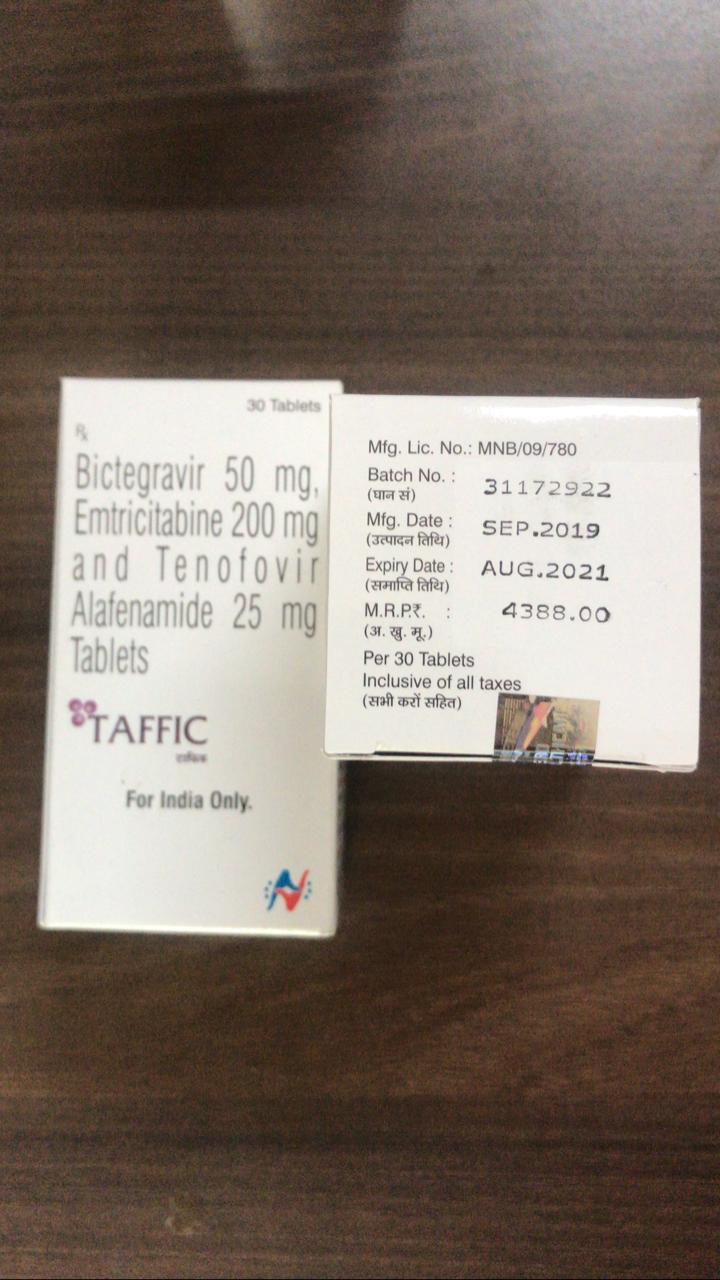 30 Tablets
Rx
Bictegravir 50 mg,
Emtricitabine 200 mg
and Tenofovir
Alafenamide 25 mg
Tablets
TAFFIC
For India Only.
Mfg. Lic. No.: MNB/09/780
Batch No. : 31172922
(घान सं)
Mfg. Date : SEP.2019
(उत्पादन तिथि)
Expiry Date : AUG.2021
(समाप्ति तिथि)
M.R.P.₹. : 4388.00
(अ. खु. मू.)
Per 30 Tablets
Inclusive of all taxes
(सभी करों सहित)